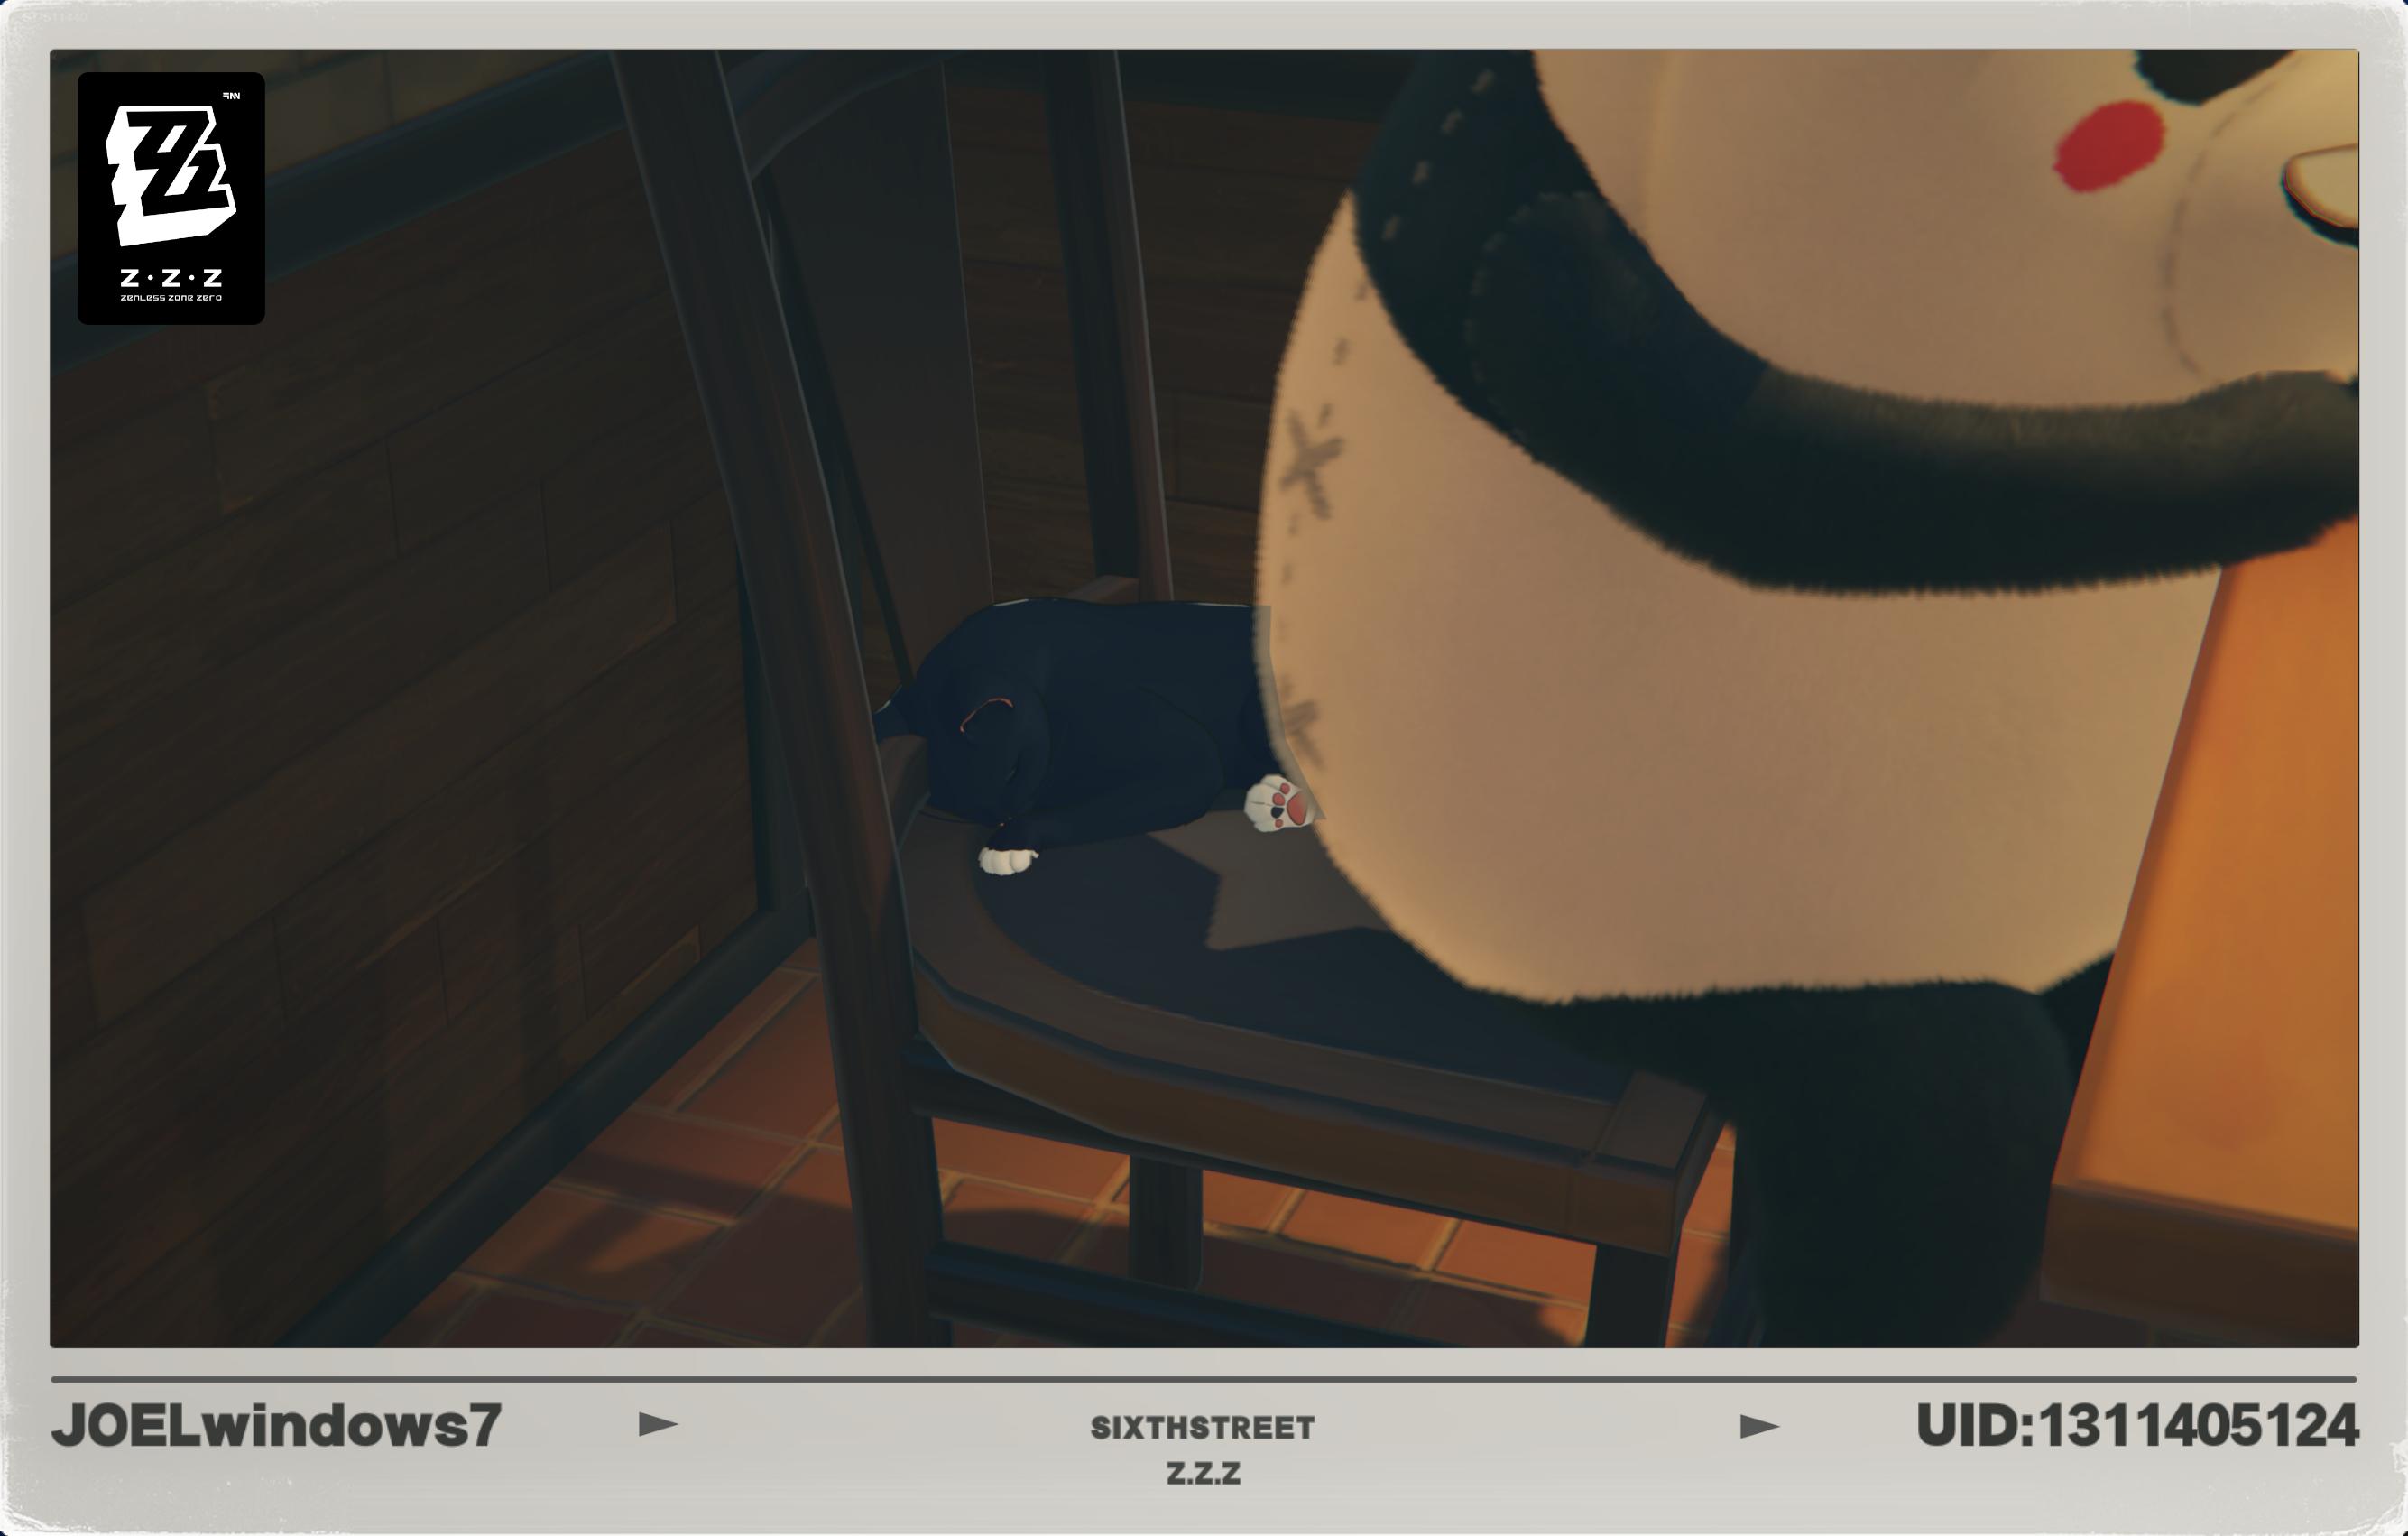 Z·Z·Z
zenless zone zero
JOELwindows7
SIXTHSTREET
Z.Z.Z
UID:1311405124